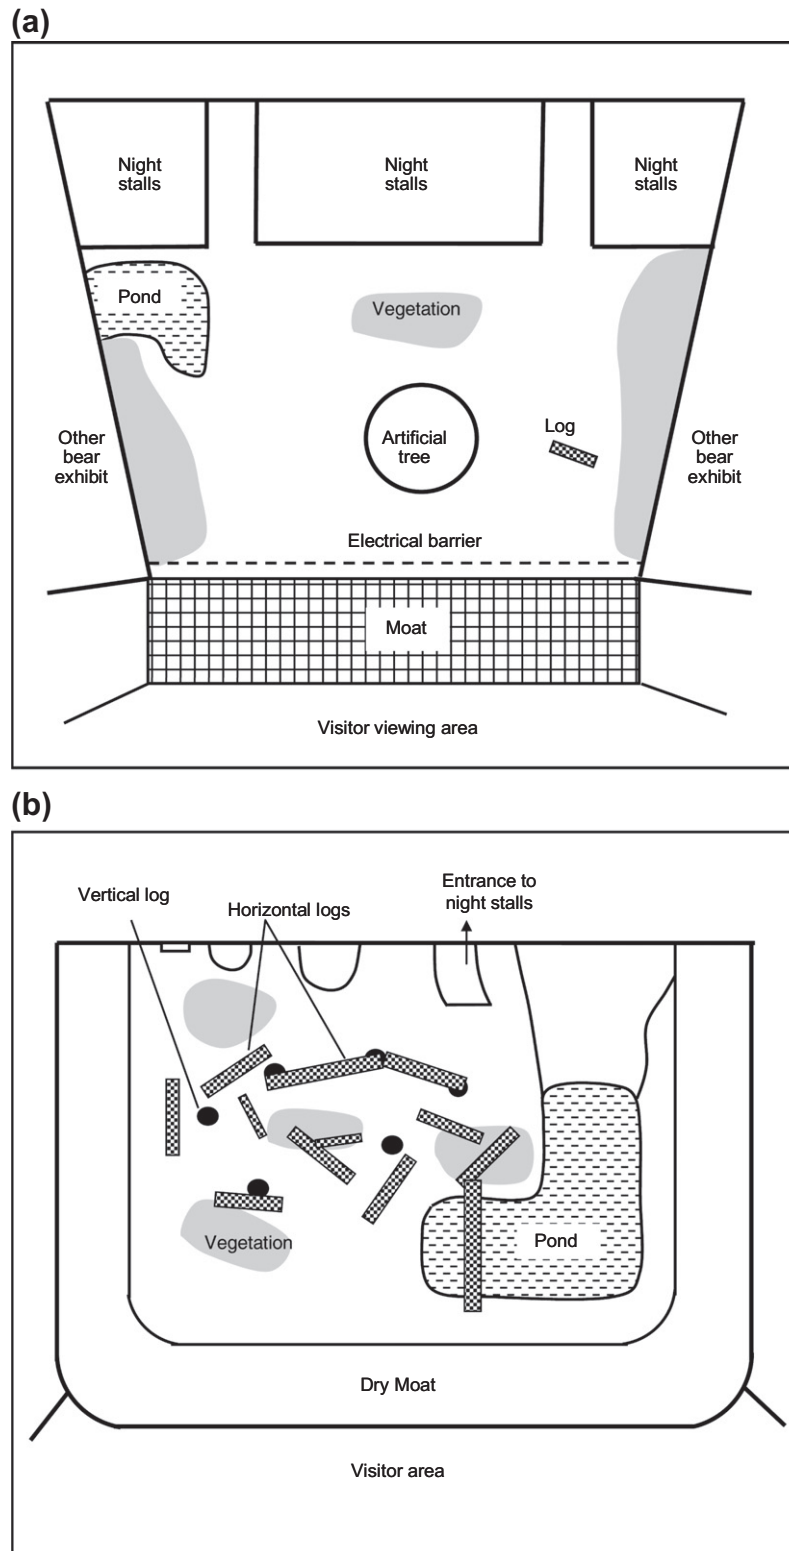 (a)
Night
stalls
Night
stalls
Night
stalls
Pond
Vegetation
Log
Artificial
tree
Other
bear
exhibit
Other
bear
exhibit
Electrical barrier
Moat
Visitor viewing area
(b)
Vertical log
Horizontal logs
Entrance to
night stalls
Vegetation
Pond
Dry Moat
Visitor area